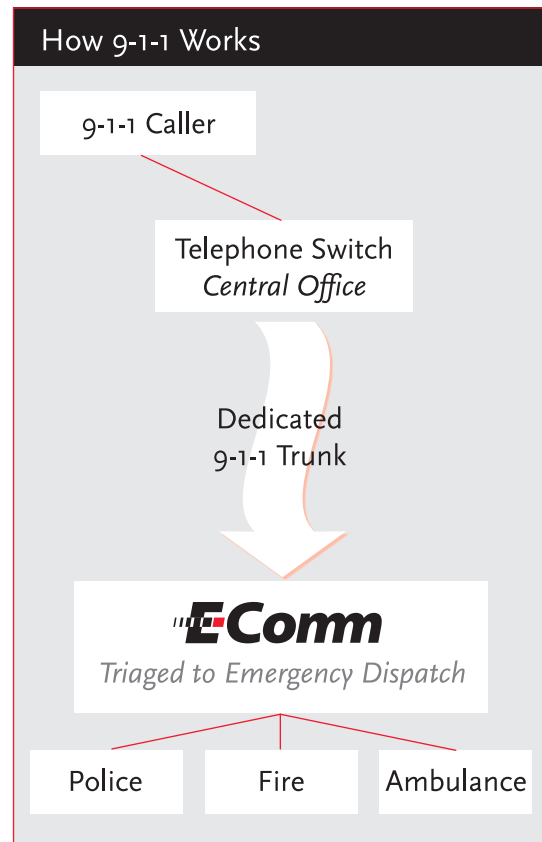 How 9-1-1 Works
9-1-1 Caller
Telephone Switch
Central Office
Dedicated
9-1-1 Trunk
E-Comm
Triaged to Emergency Dispatch
Police
Fire
Ambulance